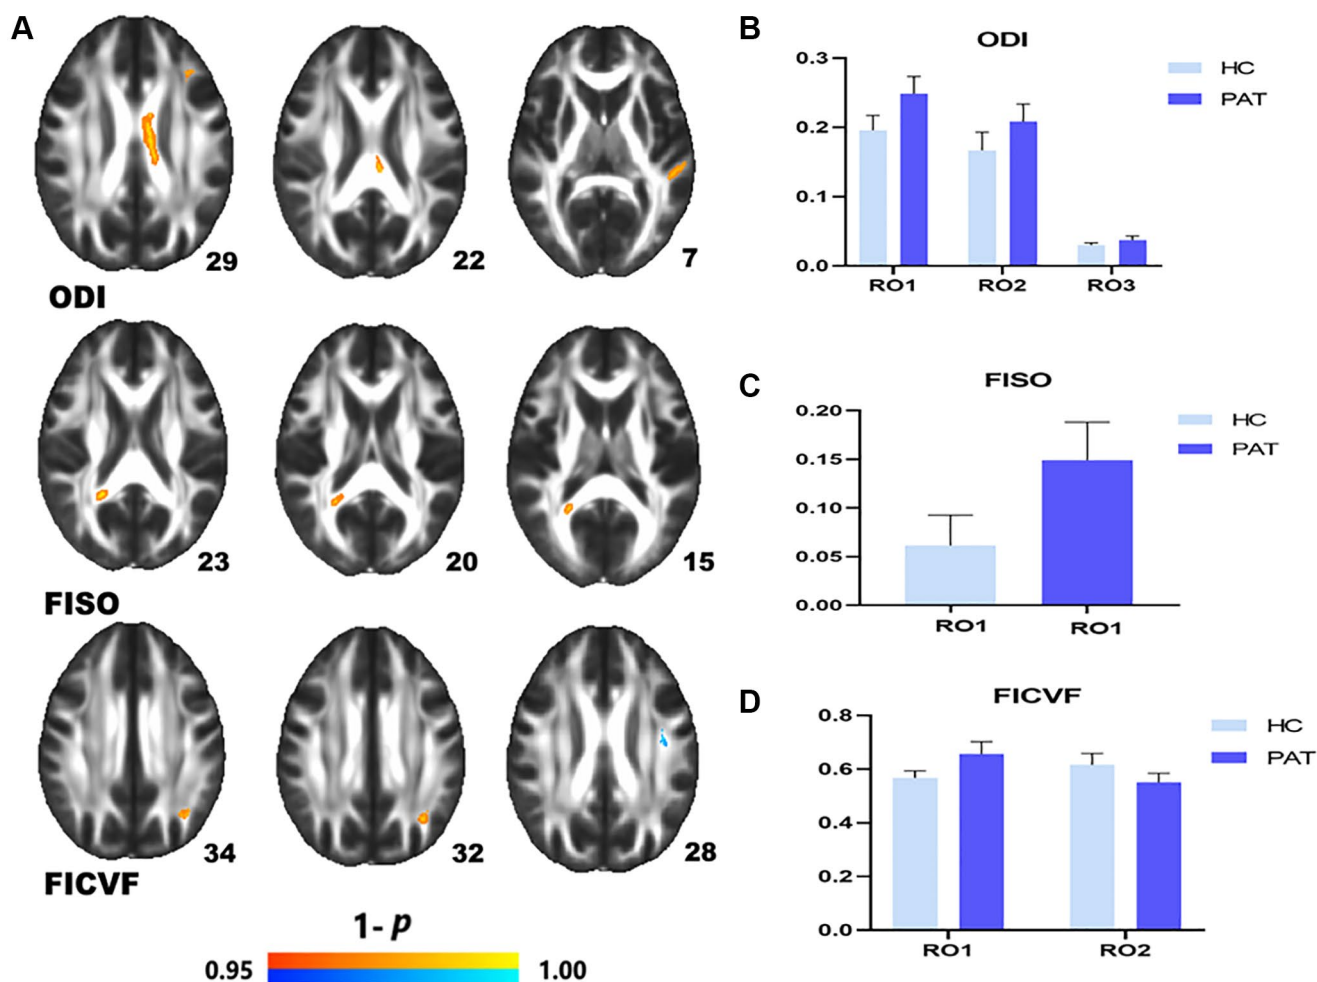 A
29
22
7
ODI
23
20
15
FISO
34
32
28
FICVF
1- p
0.95
1.00
B
ODI
0.3
0.2
0.1
0.0
RO1
RO2
RO3
HC
PAT
C
FISO
0.20
0.15
0.10
0.05
0.00
RO1
RO1
HC
PAT
D
FICVF
0.8
0.6
0.4
0.2
0.0
RO1
RO2
HC
PAT